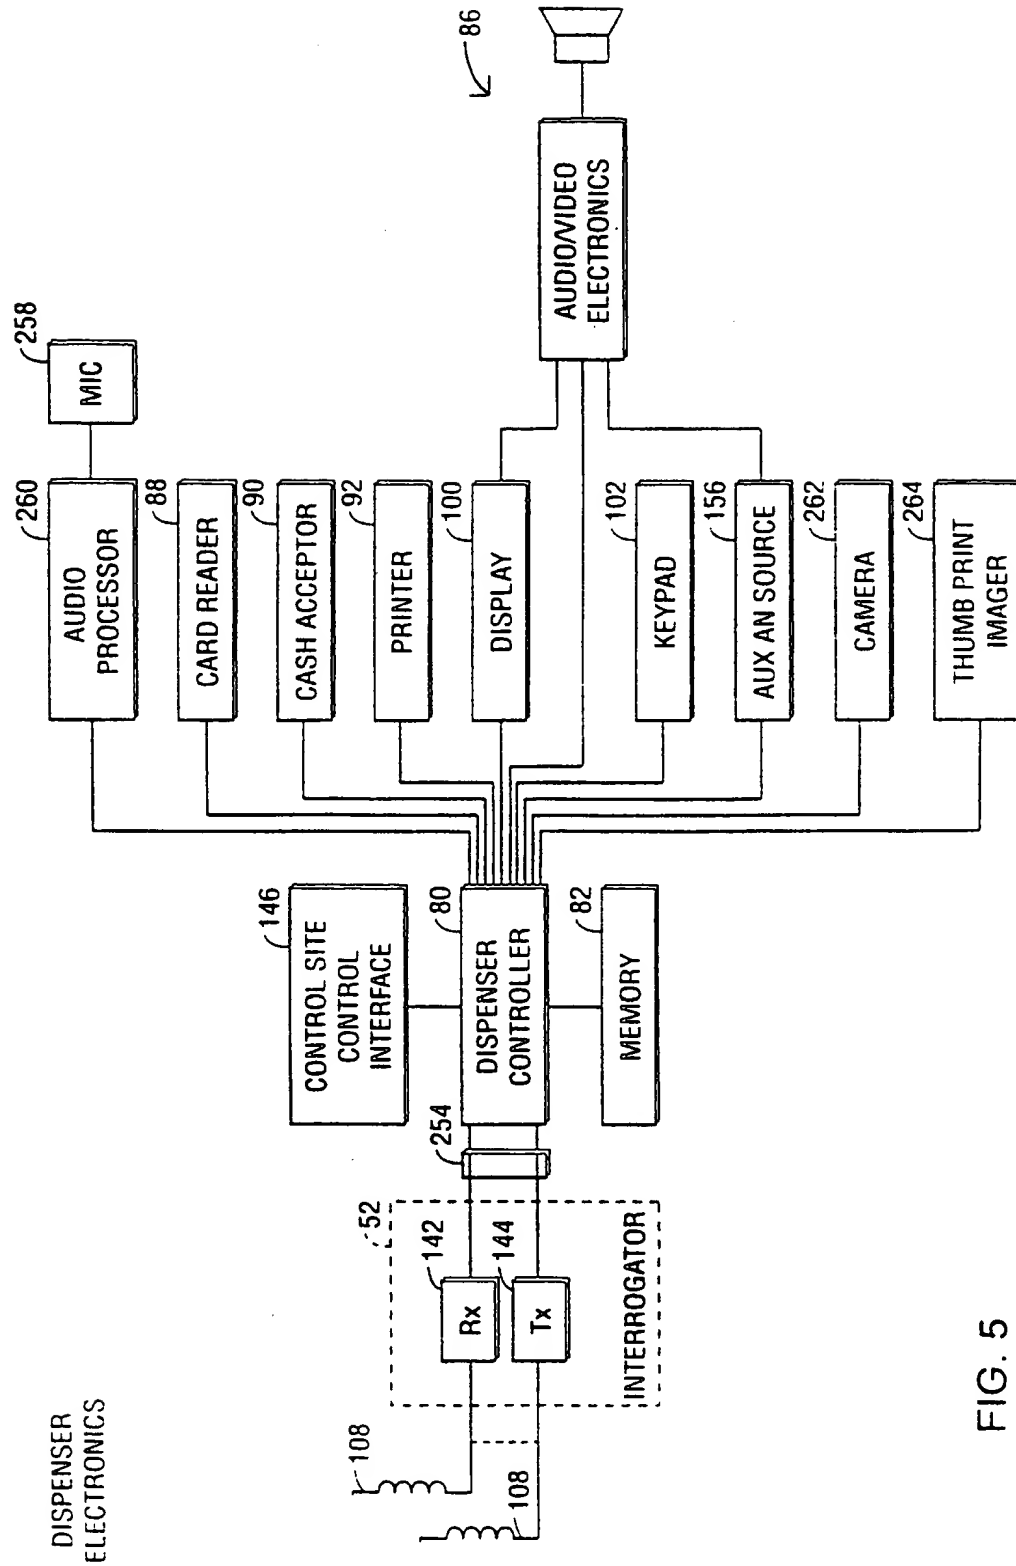 DISPENSER
ELECTRONICS
108
108
52
142
Rx
144
Tx
INTERROGATOR
254
146
CONTROL SITE
CONTROL
INTERFACE
80
DISPENSER
CONTROLLER
82
MEMORY
260
AUDIO
PROCESSOR
258
MIC
88
CARD READER
90
CASH ACCEPTOR
92
PRINTER
100
DISPLAY
102
KEYPAD
156
AUX AN SOURCE
262
CAMERA
264
THUMB PRINT
IMAGER
86
AUDIO/VIDEO
ELECTRONICS
FIG. 5